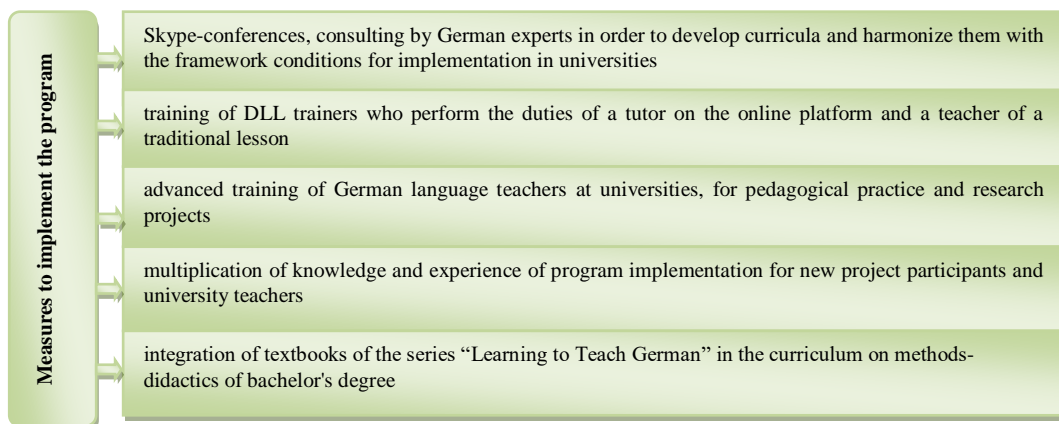 Measures to implement the program
Skype-conferences, consulting by German experts in order to develop curricula and harmonize them with
the framework conditions for implementation in universities
training of DLL trainers who perform the duties of a tutor on the online platform and a teacher of a
traditional lesson
advanced training of German language teachers at universities, for pedagogical practice and research
projects
multiplication of knowledge and experience of program implementation for new project participants and
university teachers
integration of textbooks of the series “Learning to Teach German” in the curriculum on methods-
didactics of bachelor's degree